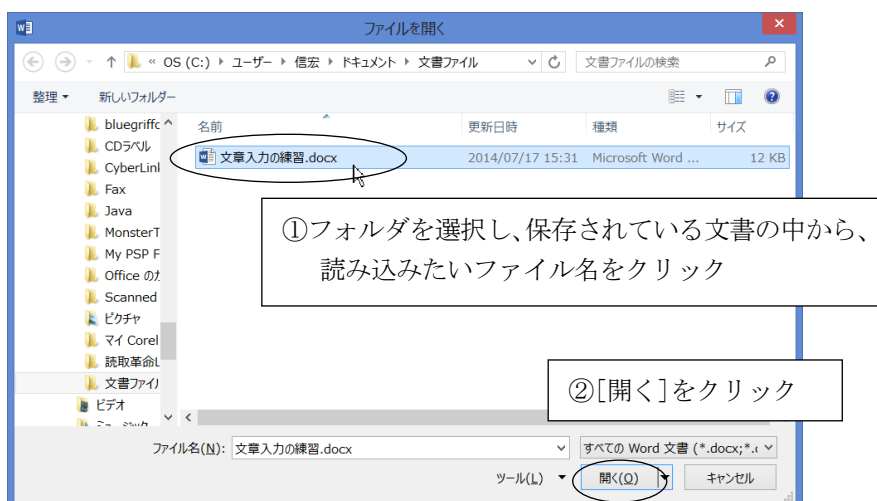 ファイルを開く
« OS (C:) ▸ ユーザー ▸ 信宏 ▸ ドキュメント ▸ 文書ファイル
文書ファイルの検索
整理 ▾ 新しいフォルダー
名前 更新日時 種類 サイズ
bluegriffc
文章入力の練習.docx 2014/07/17 15:31 Microsoft Word ... 12 KB
CDラベル
CyberLinl
Fax
Java
MonsterT
My PSP F
Office のお
Scanned
ピクチャ
マイ Corel
読取革命L
文書ファイル
ビデオ
①フォルダを選択し、保存されている文書の中から、
読み込みたいファイル名をクリック
②[開く]をクリック
ファイル名(N): 文章入力の練習.docx すべての Word 文書 (*.docx;*.
ツール(L) ▾ 開く(O) ▾ キャンセル